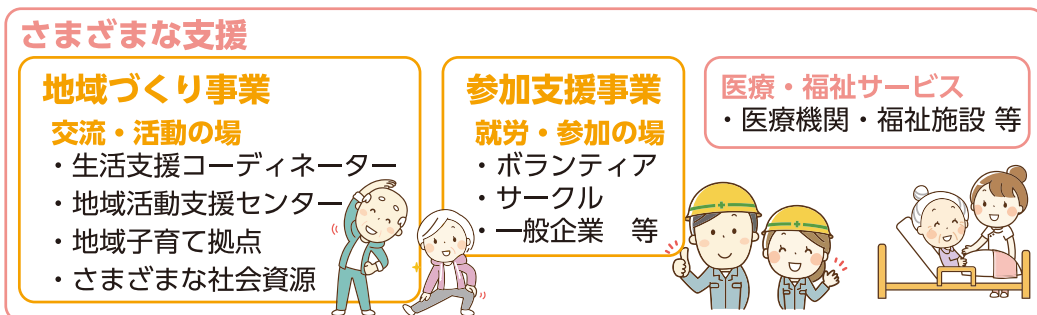 さまざまな支援
地域づくり事業
交流・活動の場
・生活支援コーディネーター
・地域活動支援センター
・地域子育て拠点
・さまざまな社会資源
参加支援事業
就労・参加の場
・ボランティア
・サークル
・一般企業　等
医療・福祉サービス
・医療機関・福祉施設 等